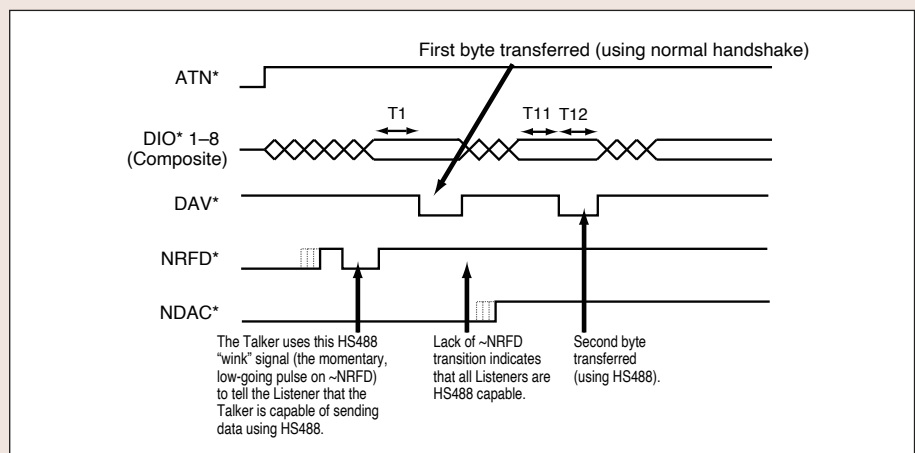 First byte transferred (using normal handshake)
ATN*
T1
T11
T12
DIO* 1–8
(Composite)
DAV*
NRFD*
NDAC*
The Talker uses this HS488
“wink” signal (the momentary,
low-going pulse on ~NRFD)
to tell the Listener that the
Talker is capable of sending
data using HS488.
Lack of ~NRFD
transition indicates
that all Listeners are
HS488 capable.
Second byte
transferred
(using HS488).